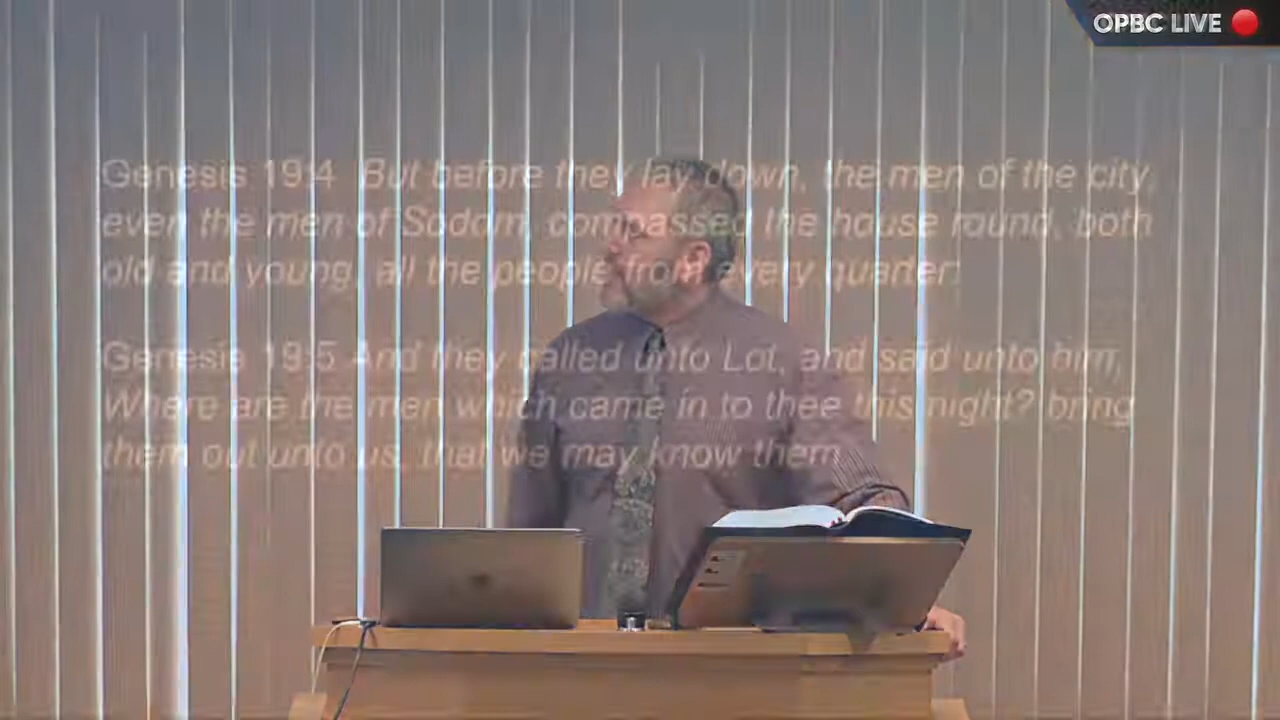 OPBC LIVE
Genesis 19:4 But before they lay down, the men of the city,
even the men of Sodom, compassed the house round, both
old and young, all the people from every quarter:
Genesis 19:5 And they called unto Lot, and said unto him,
Where are the men which came in to thee this night? bring
them out unto us, that we may know them.